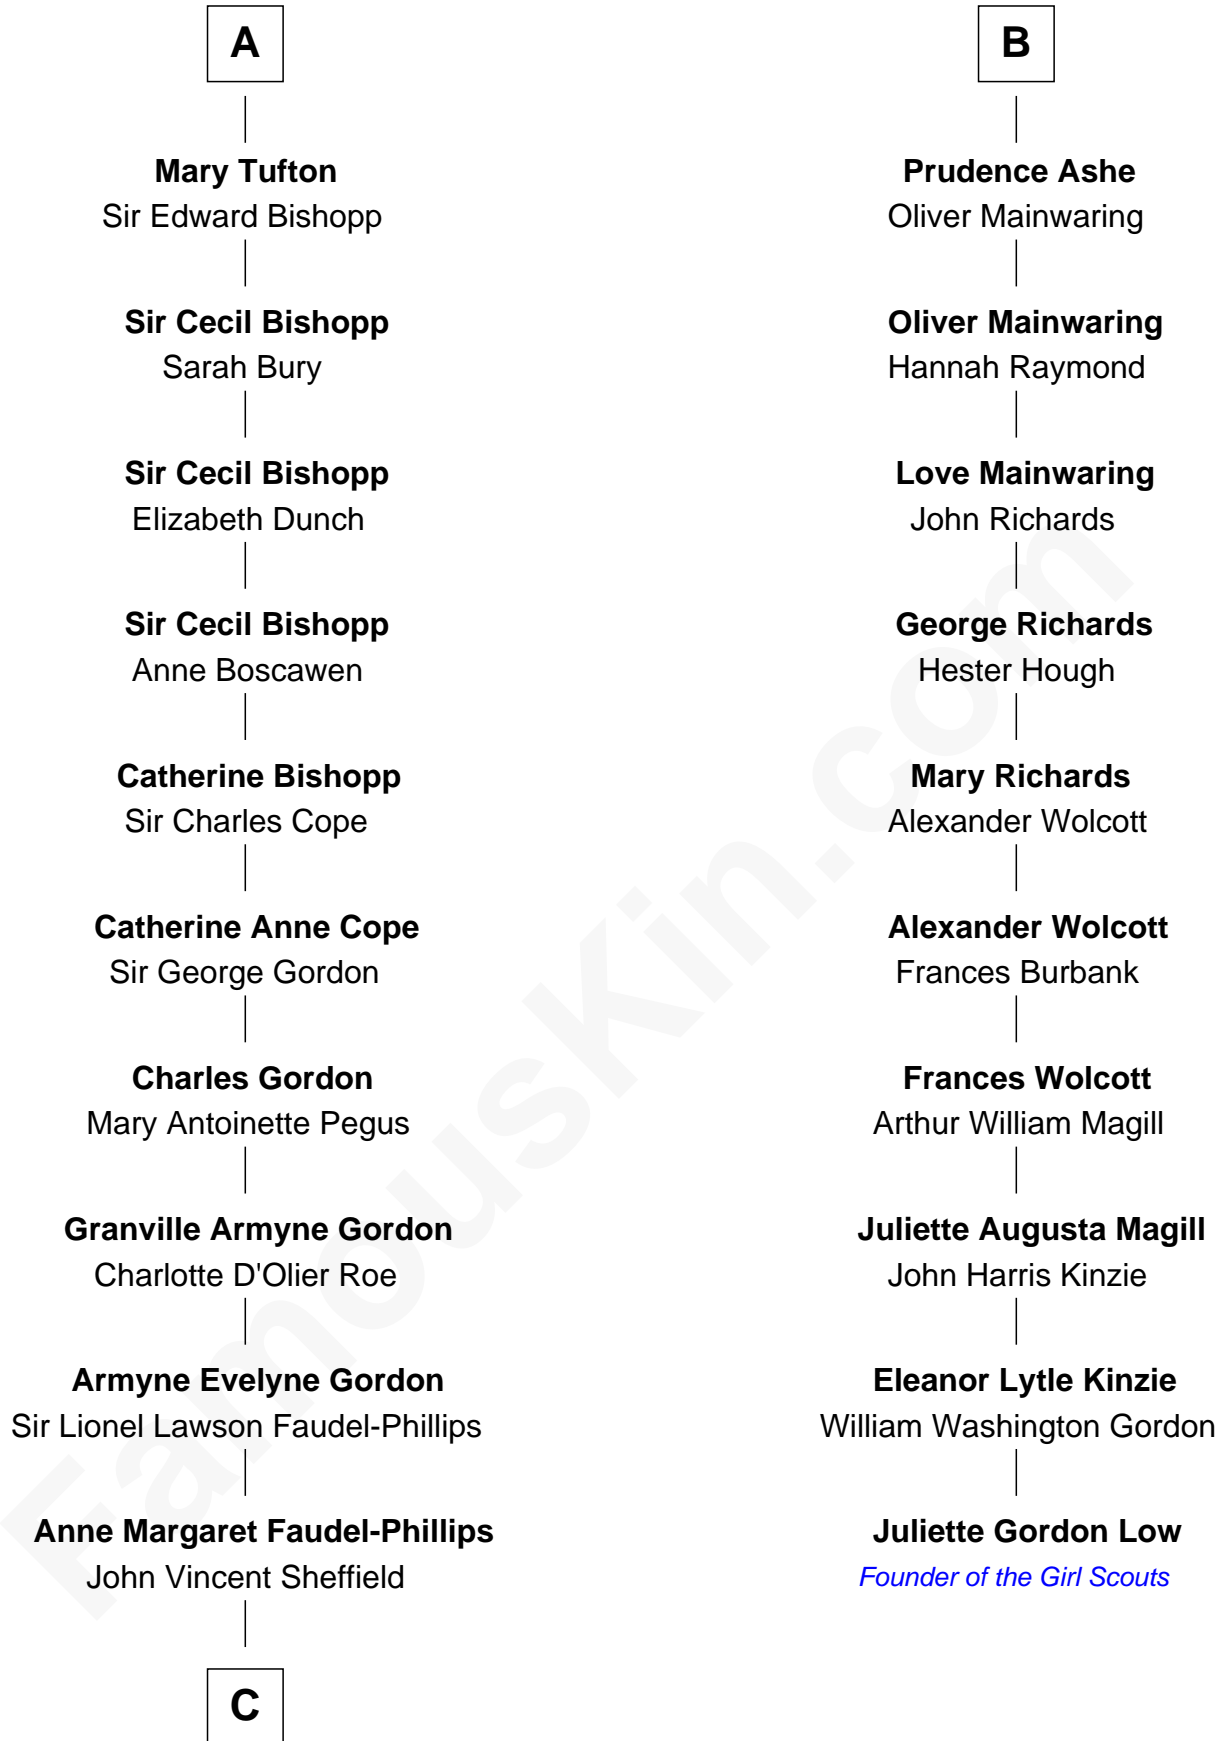 A
Mary Tufton
Sir Edward Bishopp
Sir Cecil Bishopp
Sarah Bury
Sir Cecil Bishopp
Elizabeth Dunch
Sir Cecil Bishopp
Anne Boscawen
Catherine Bishopp
Sir Charles Cope
Catherine Anne Cope
Sir George Gordon
Charles Gordon
Mary Antoinette Pegus
Granville Armyne Gordon
Charlotte D'Olier Roe
Armyne Evelyne Gordon
Sir Lionel Lawson Faudel-Phillips
Anne Margaret Faudel-Phillips
John Vincent Sheffield
C
B
Prudence Ashe
Oliver Mainwaring
Oliver Mainwaring
Hannah Raymond
Love Mainwaring
John Richards
George Richards
Hester Hough
Mary Richards
Alexander Wolcott
Alexander Wolcott
Frances Burbank
Frances Wolcott
Arthur William Magill
Juliette Augusta Magill
John Harris Kinzie
Eleanor Lytle Kinzie
William Washington Gordon
Juliette Gordon Low
Founder of the Girl Scouts
FamousKin.com